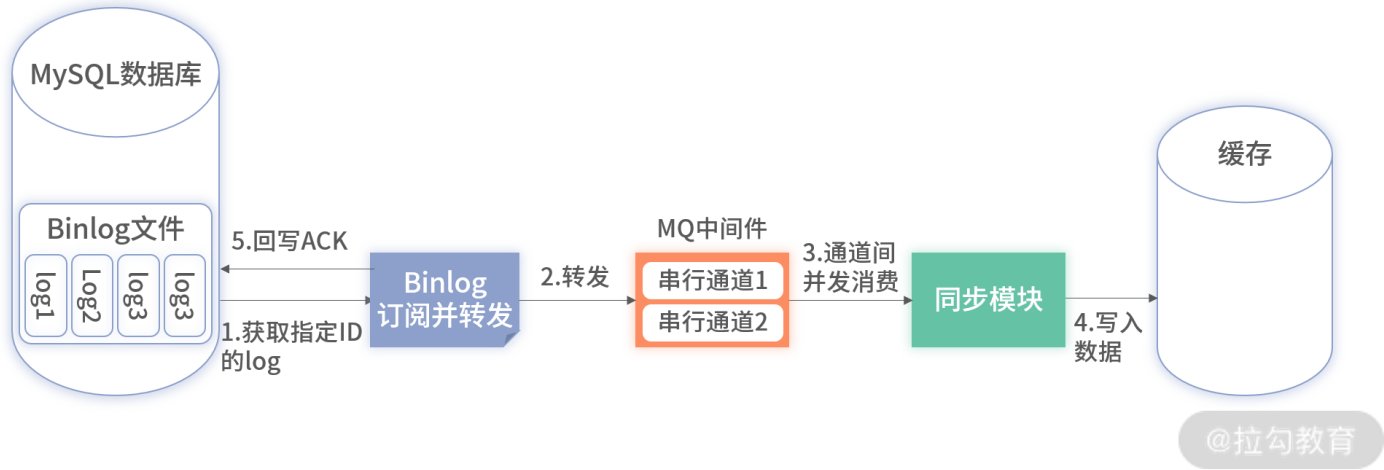 MySQL数据库
Binlog文件
log1
Log2
log3
log3
5.回写ACK
1.获取指定ID
的log
Binlog
订阅并转发
2.转发
MQ中间件
串行通道1
串行通道2
3.通道间
并发消费
同步模块
4.写入
数据
缓存
@拉勾教育